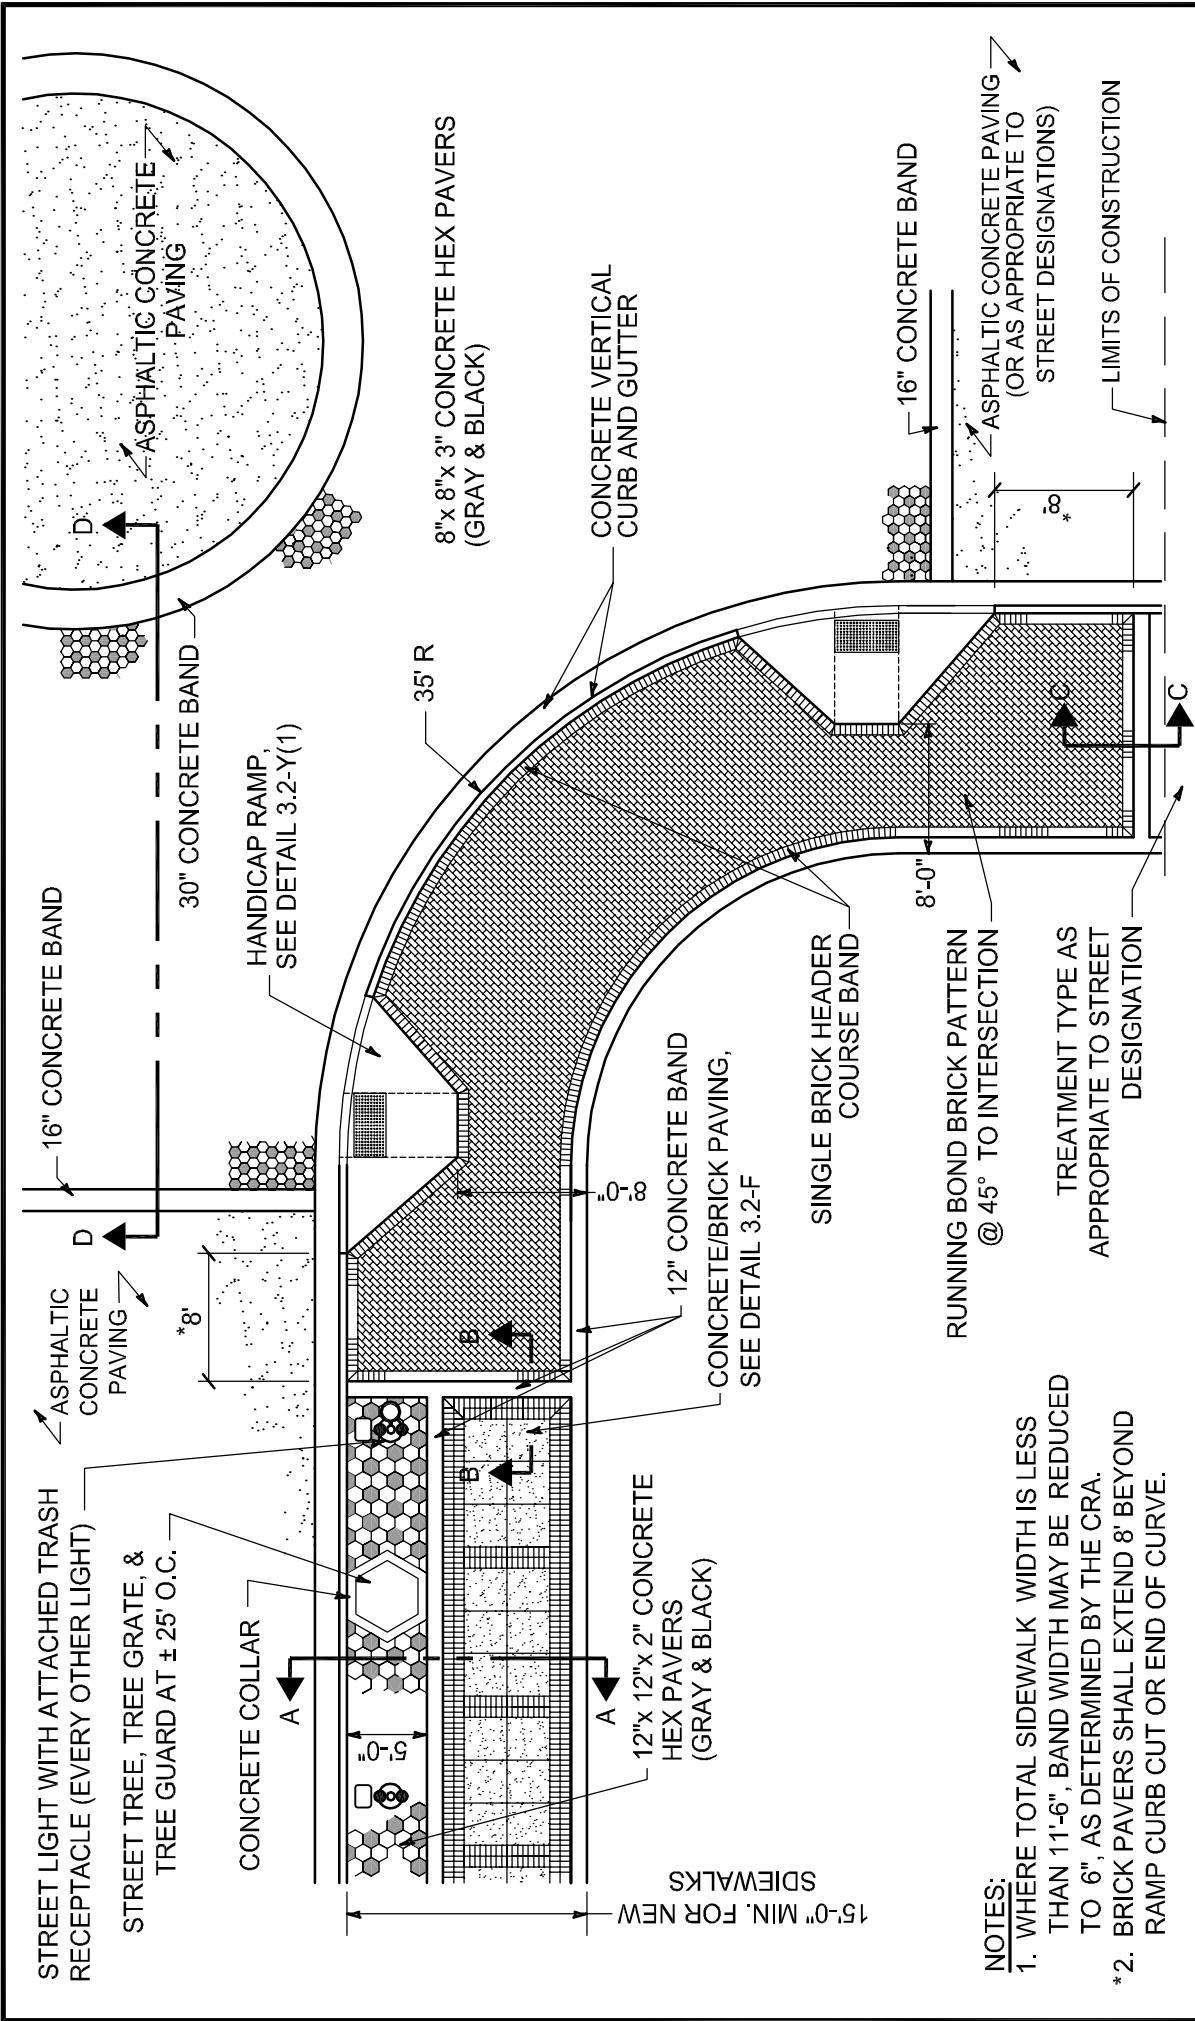 STREET LIGHT WITH ATTACHED TRASH
RECEPTACLE (EVERY OTHER LIGHT)
STREET TREE, TREE GRATE, &
TREE GUARD AT ± 25' O.C.
CONCRETE COLLAR
ASPHALTIC
CONCRETE
PAVING
*8'
16" CONCRETE BAND
D
D
30" CONCRETE BAND
ASPHALTIC CONCRETE
PAVING
HANDICAP RAMP,
SEE DETAIL 3.2-Y(1)
35' R
8"x 8"x 3" CONCRETE HEX PAVERS
(GRAY & BLACK)
CONCRETE VERTICAL
CURB AND GUTTER
16" CONCRETE BAND
ASPHALTIC CONCRETE PAVING
(OR AS APPROPRIATE TO
STREET DESIGNATIONS)
LIMITS OF CONSTRUCTION
8'
*
A
A
5'-0"
B
B
8'-0"
C
C
8'-0"
15'-0" MIN. FOR NEW
SDIEWALKS
12"x 12"x 2" CONCRETE
HEX PAVERS
(GRAY & BLACK)
12" CONCRETE BAND
CONCRETE/BRICK PAVING,
SEE DETAIL 3.2-F
SINGLE BRICK HEADER
COURSE BAND
RUNNING BOND BRICK PATTERN
@ 45° TO INTERSECTION
TREATMENT TYPE AS
APPROPRIATE TO STREET
DESIGNATION
NOTES:
1. WHERE TOTAL SIDEWALK WIDTH IS LESS
THAN 11'-6", BAND WIDTH MAY BE REDUCED
TO 6", AS DETERMINED BY THE CRA.
*2. BRICK PAVERS SHALL EXTEND 8' BEYOND
RAMP CURB CUT OR END OF CURVE.